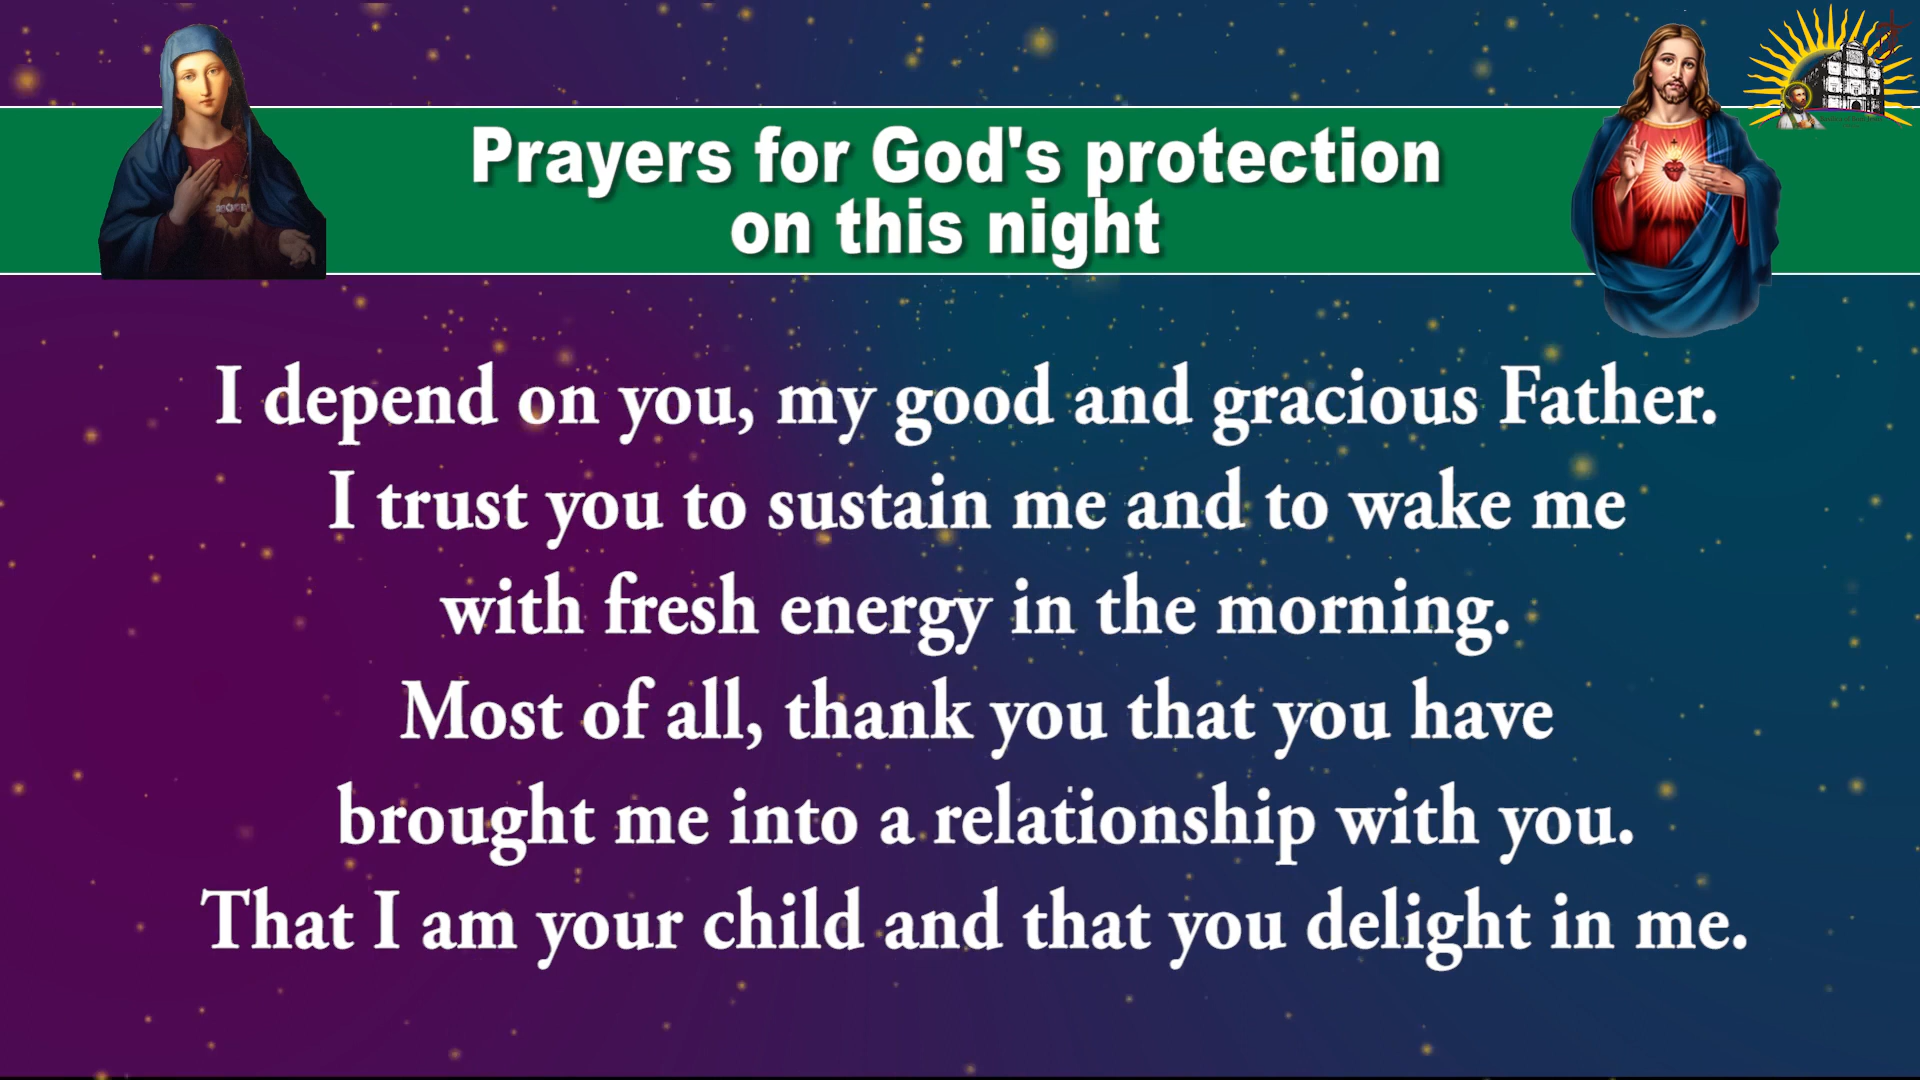 Prayers for God's protection
on this night
I depend on you, my good and gracious Father.
I trust you to sustain me and to wake me
with fresh energy in the morning.
Most of all, thank you that you have
brought me into a relationship with you.
That I am your child and that you delight in me.